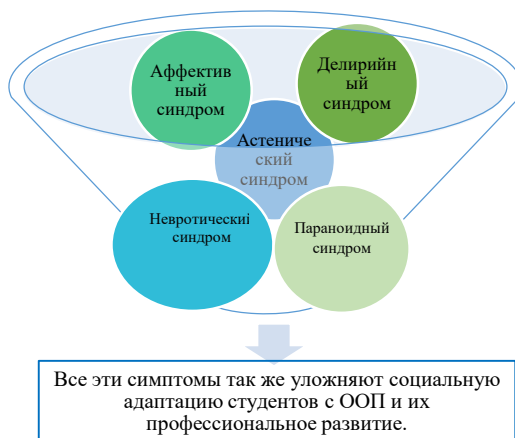 Аффектив
ный
синдром
Делирийн
ый
синдром
Астениче
ский
синдром
Невротический
синдром
Параноидный
синдром
Все эти симптомы так же уложняют социальную
адаптацию студентов с ООП и их
профессиональное развитие.